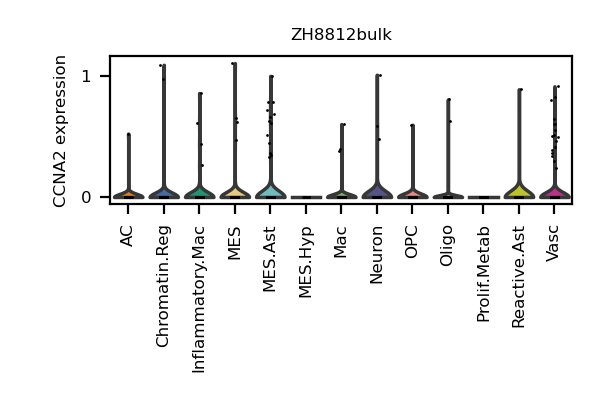 ZH8812bulk
CCNA2 expression
1
0
AC
Chromatin.Reg
Inflammatory.Mac
MES
MES.Ast
MES.Hyp
Mac
Neuron
OPC
Oligo
Prolif.Metab
Reactive.Ast
Vasc